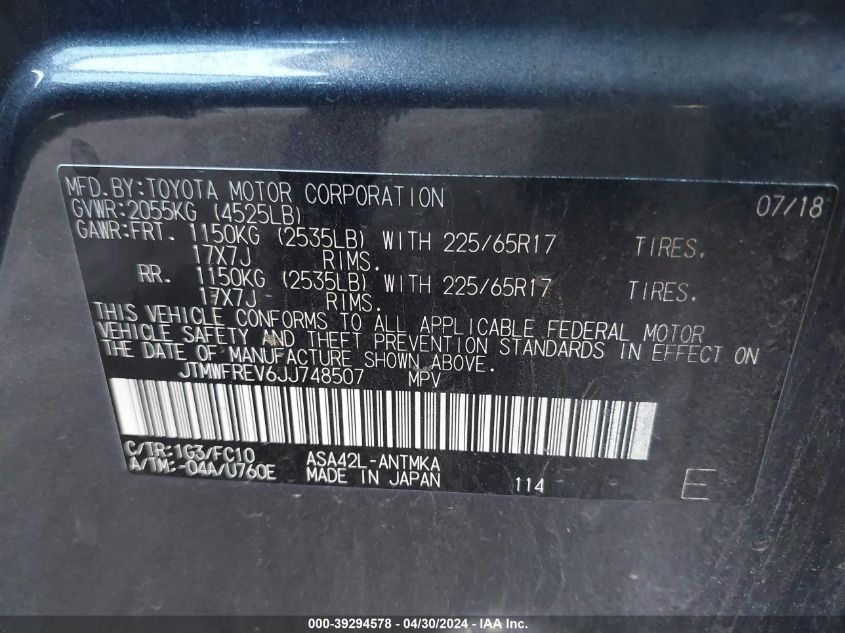 MFD.BY:TOYOTA MOTOR CORPORATION 07/18
GVWR:2055KG (4525LB)
GAWR:FRT. 1150KG (2535LB) WITH 225/65R17 TIRES.
17X7J RIMS.
RR. 1150KG (2535LB) WITH 225/65R17 TIRES.
17X7J RIMS.
THIS VEHICLE CONFORMS TO ALL APPLICABLE FEDERAL MOTOR
VEHICLE SAFETY AND THEFT PREVENTION STANDARDS IN EFFECT ON
THE DATE OF MANUFACTURE SHOWN ABOVE.
JTMWFREV6JJ748507 MPV
C/TR:1G3/FC10 ASA42L-ANTMKA
A/TM:-04A/U760E MADE IN JAPAN 114 E
000-39294578 - 04/30/2024 - IAA Inc.